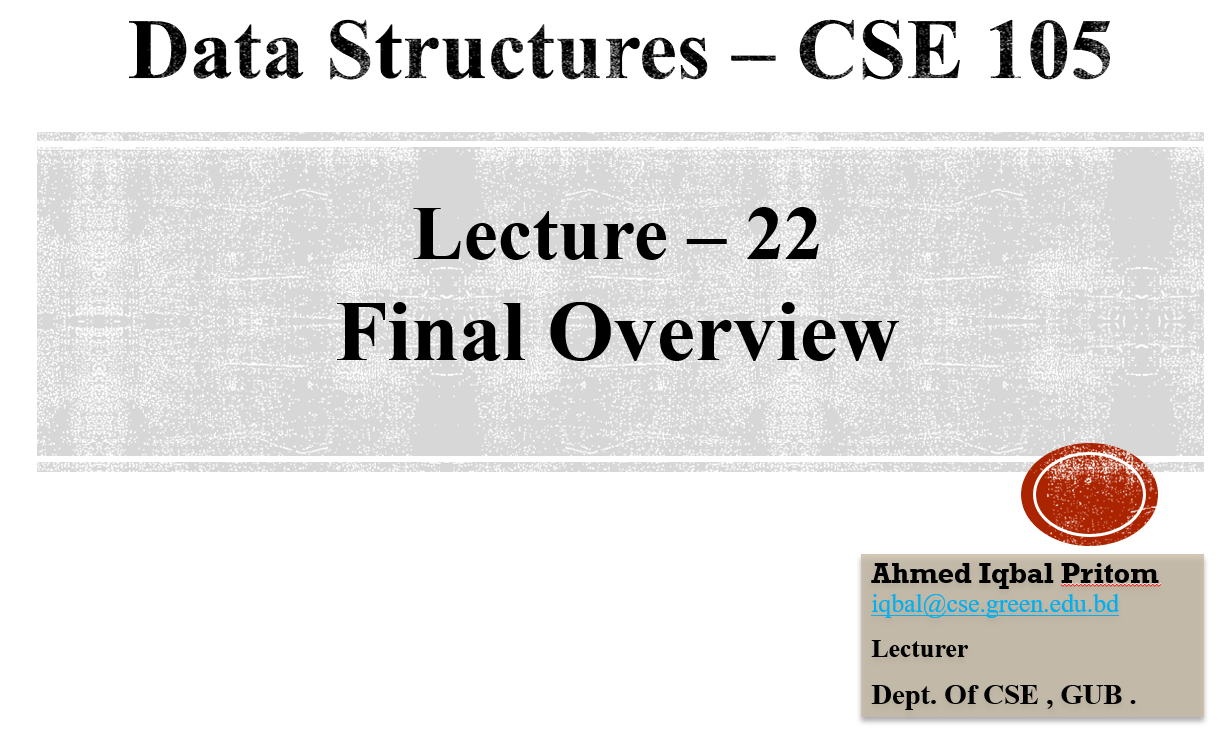 Data Structures – CSE 105
Lecture – 22
Final Overview
Ahmed Iqbal Pritom
iqbal@cse.green.edu.bd
Lecturer
Dept. Of CSE , GUB .